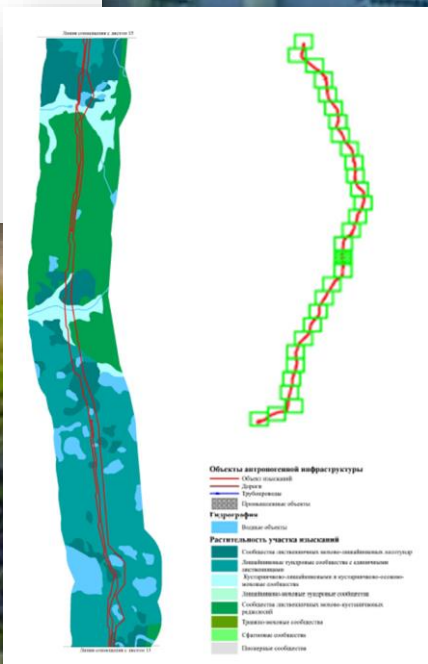 Линия совмещения с листом 13
Объекты антропогенной инфраструктуры
Объект изысканий
Дороги
Трубопроводы
Промышленные объекты
Гидрография
Водные объекты
Растительность участка изысканий
Сообщества лиственничных мохово-лишайниковых лесотундр
Лишайниковые тундровые сообщества с единичными
лиственницами
Кустарничково-лишайниковые и кустарничково-осоково-
моховые сообщества
Лишайниково-моховые тундровые сообщества
Сообщества лиственничных мохово-кустарничковых
редколесий
Травяно-моховые сообщества
Сфагновые сообщества
Пионерные сообщества
Линия совмещения с листом 15